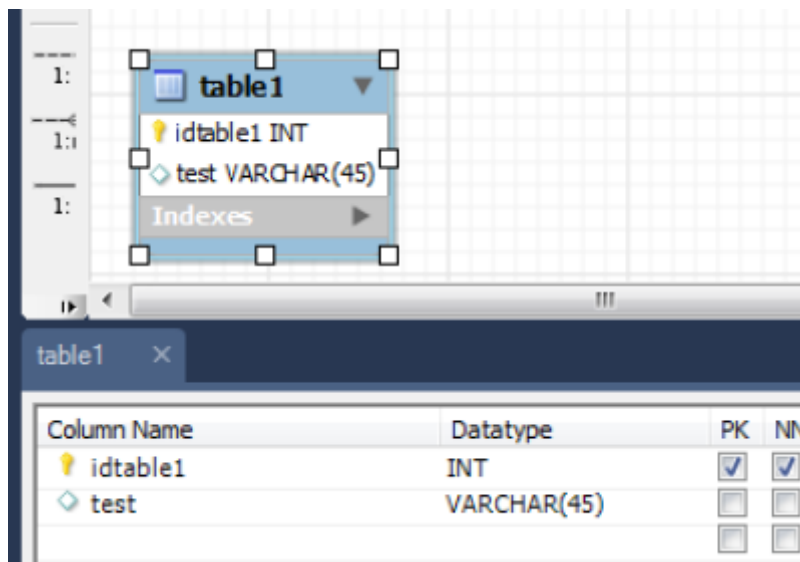 1:
1:
1:
table1
idtable1 INT
test VARCHAR(45)
Indexes
table1
Column Name Datatype PK NN
idtable1 INT
test VARCHAR(45)